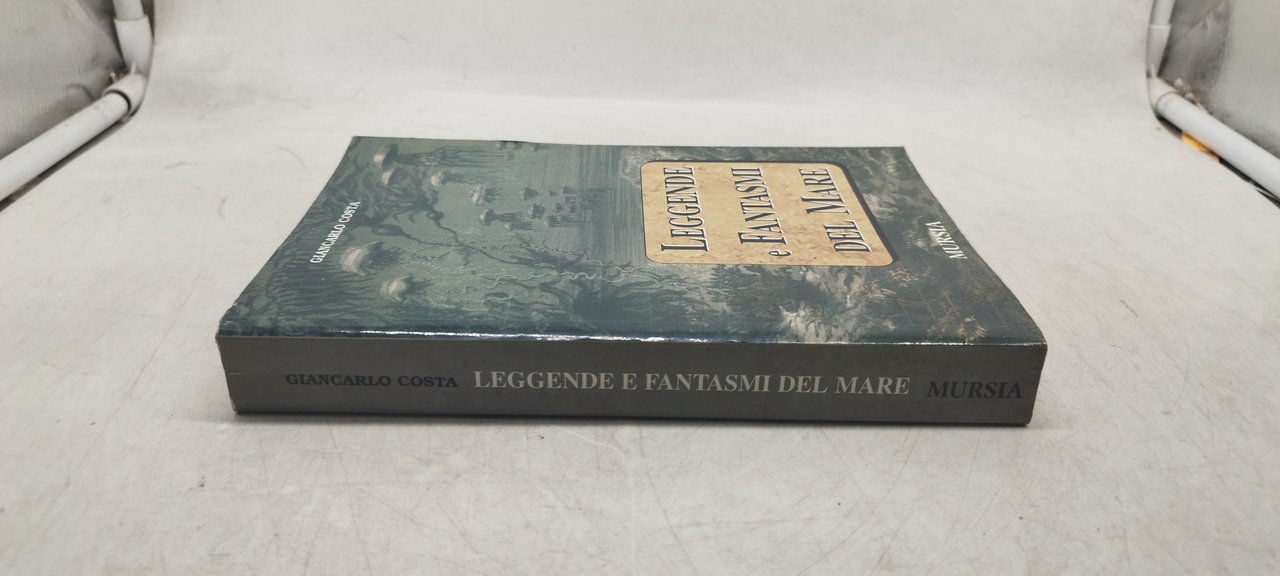 GIANCARLO COSTA
LEGGENDE
e FANTASMI
DEL MARE
MURSIA
GIANCARLO COSTA LEGGENDE E FANTASMI DEL MARE MURSIA